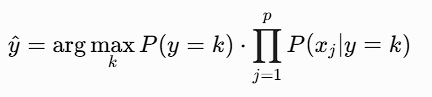 ŷ = arg max_k P(y = k) · ∏_{j=1}^{p} P(x_j|y = k)